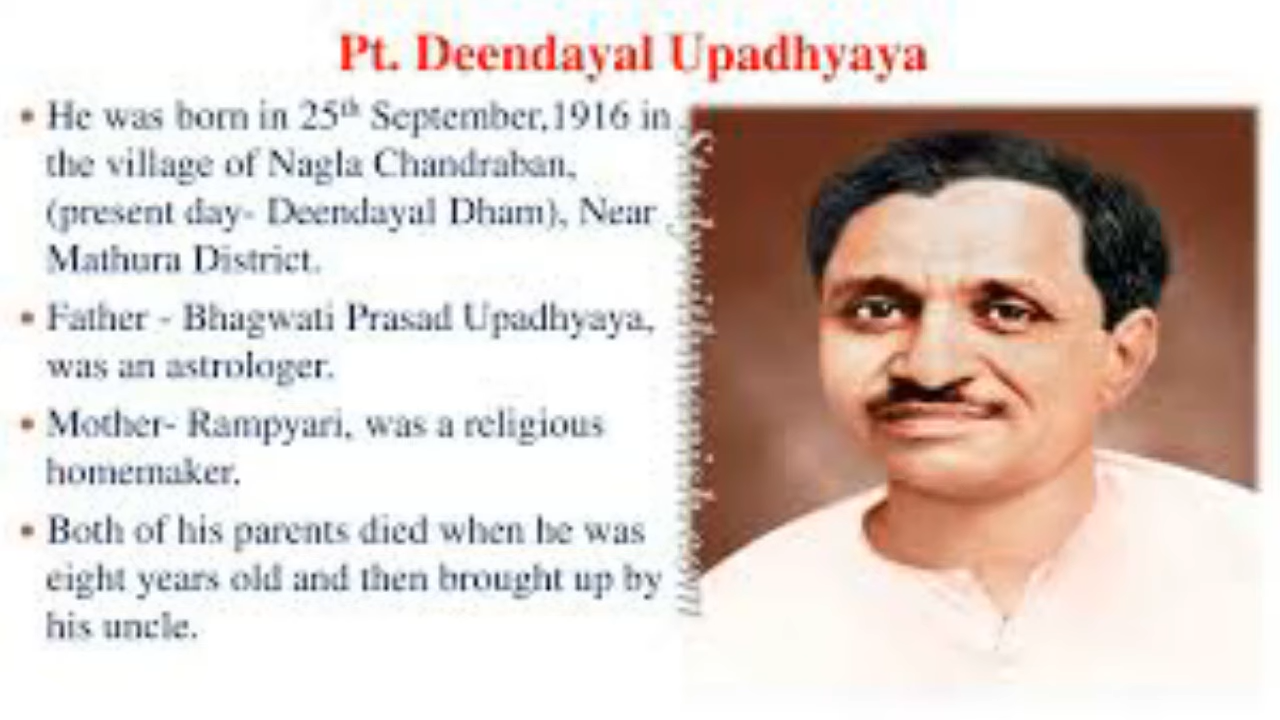 Pt. Deendayal Upadhyaya
• He was born in 25th September,1916 in
the village of Nagla Chandraban,
(present day- Deendayal Dham), Near
Mathura District.
• Father - Bhagwati Prasad Upadhyaya,
was an astrologer.
• Mother- Rampyari, was a religious
homemaker.
• Both of his parents died when he was
eight years old and then brought up by
his uncle.